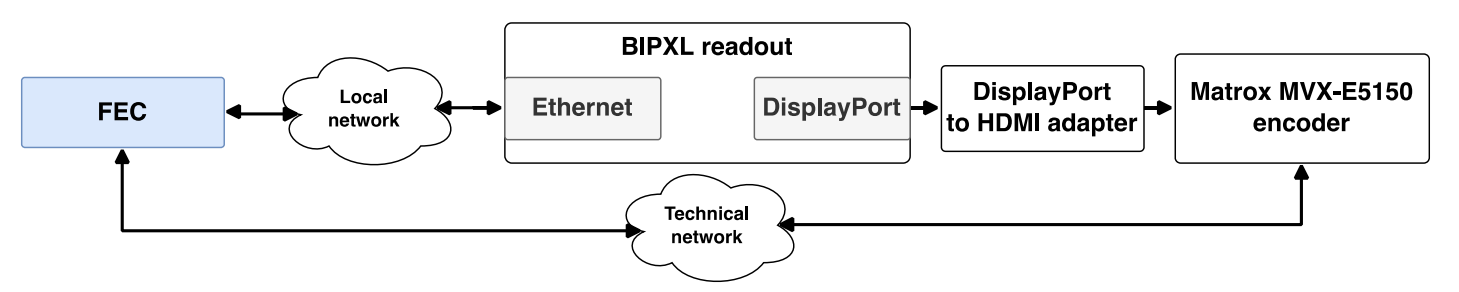 BIPXL readout
FEC
Local
network
Ethernet
DisplayPort
DisplayPort
to HDMI adapter
Matrox MVX-E5150
encoder
Technical
network